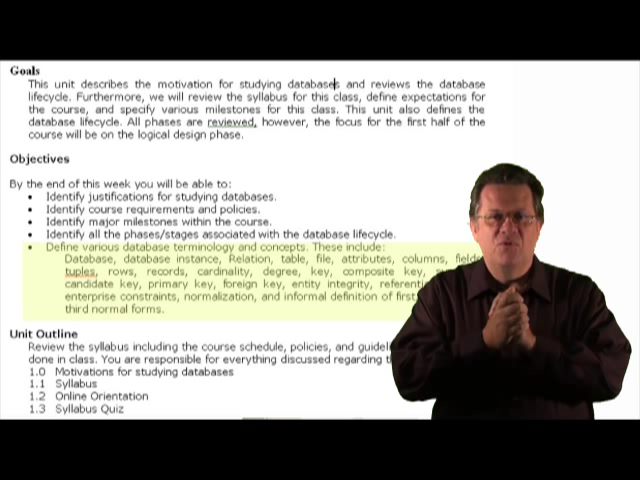 Goals
This unit describes the motivation for studying databases and reviews the database
lifecycle. Furthermore, we will review the syllabus for this class, define expectations for
the course, and specify various milestones for this class. This unit also defines the
database lifecycle. All phases are reviewed, however, the focus for the first half of the
course will be on the logical design phase.
Objectives
By the end of this week you will be able to:
• Identify justifications for studying databases.
• Identify course requirements and policies.
• Identify major milestones within the course.
• Identify all the phases/stages associated with the database lifecycle.
• Define various database terminology and concepts. These include:
Database, database instance, Relation, table, file, attributes, columns, fields
tuples, rows, records, cardinality, degree, key, composite key,
candidate key, primary key, foreign key, entity integrity,
enterprise constraints, normalization, and informal definition of
third normal forms.
Unit Outline
Review the syllabus including the course schedule, policies, and
done in class. You are responsible for everything discussed regarding
1.0 Motivations for studying databases
1.1 Syllabus
1.2 Online Orientation
1.3 Syllabus Quiz